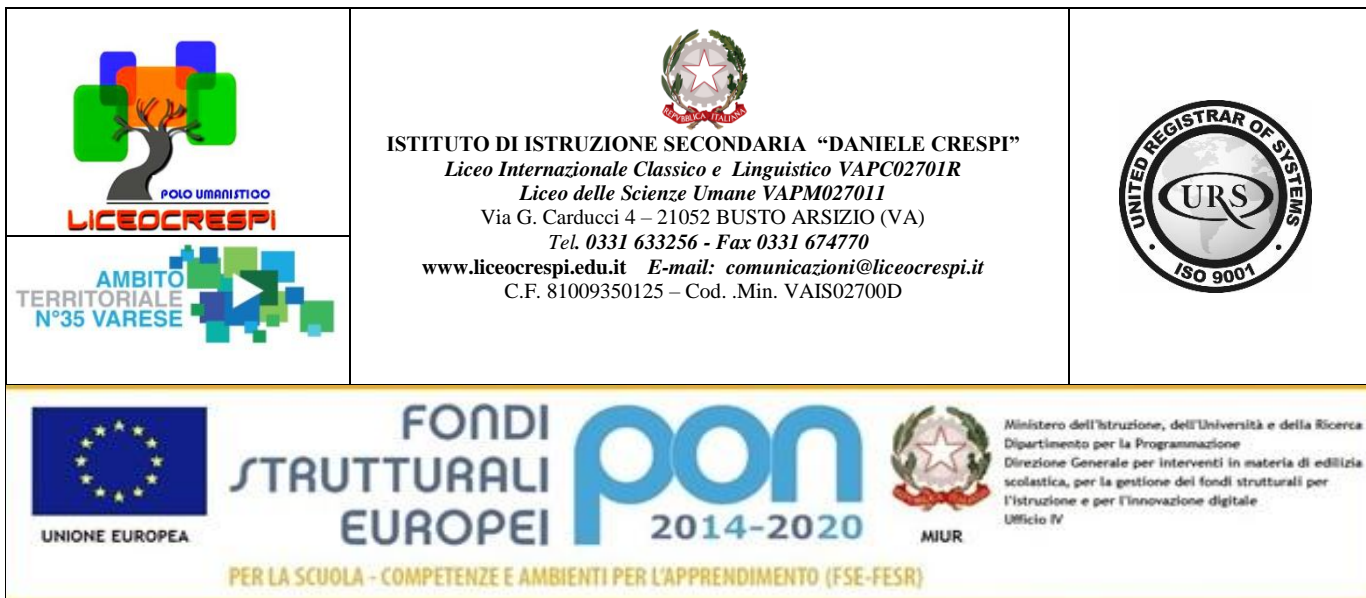 POLO UMANISTICO
LICEOCRESPI
AMBITO
TERRITORIALE
N°35 VARESE
REPVBBLICA ITALIANA
ISTITUTO DI ISTRUZIONE SECONDARIA “DANIELE CRESPI”
Liceo Internazionale Classico e Linguistico VAPC02701R
Liceo delle Scienze Umane VAPM027011
Via G. Carducci 4 – 21052 BUSTO ARSIZIO (VA)
Tel. 0331 633256 - Fax 0331 674770
www.liceocrespi.edu.it E-mail: comunicazioni@liceocrespi.it
C.F. 81009350125 – Cod. .Min. VAIS02700D
UNITED REGISTRAR OF SYSTEMS
URS
ISO 9001
UNIONE EUROPEA
FONDI
STRUTTURALI
EUROPEI
pon
2014-2020
MIUR
Ministero dell'Istruzione, dell'Università e della Ricerca
Dipartimento per la Programmazione
Direzione Generale per interventi in materia di edilizia
scolastica, per la gestione dei fondi strutturali per
l'istruzione e per l'innovazione digitale
Ufficio IV
PER LA SCUOLA - COMPETENZE E AMBIENTI PER L'APPRENDIMENTO (FSE-FESR)